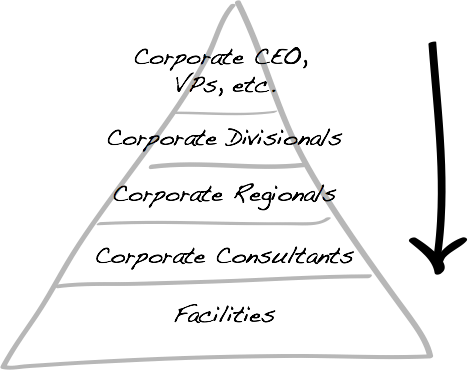 Corporate CEO,
VPs, etc.
Corporate Divisionals
Corporate Regionals
Corporate Consultants
Facilities